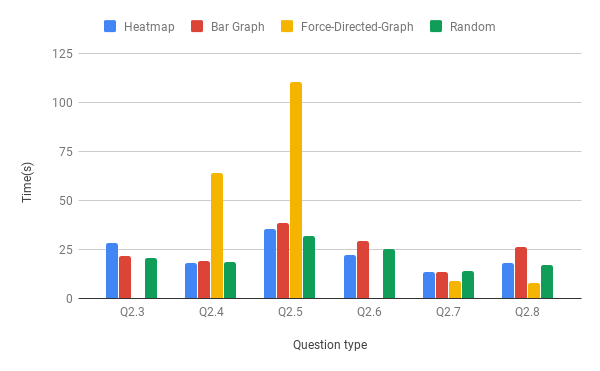 Heatmap Bar Graph Force-Directed-Graph Random
125
100
75
50
25
0
Time(s)
Q2.3 Q2.4 Q2.5 Q2.6 Q2.7 Q2.8
Question type